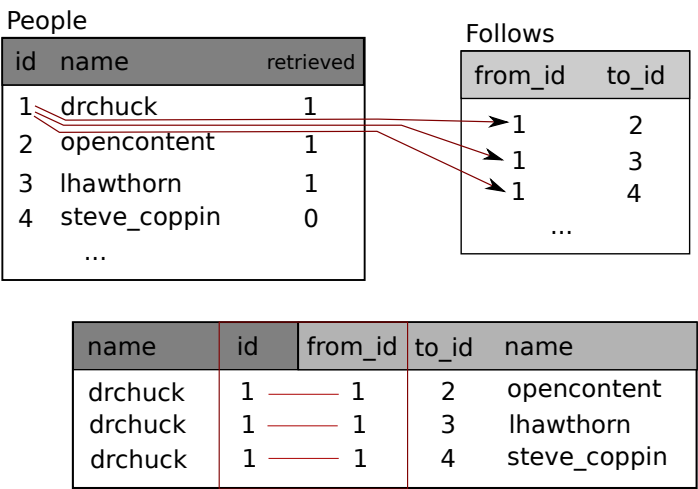 People
id name retrieved
1 drchuck 1
2 opencontent 1
3 lhawthorn 1
4 steve_coppin 0
...
Follows
from_id to_id
1 2
1 3
1 4
...
name id from_id to_id name
drchuck 1 1 2 opencontent
drchuck 1 1 3 lhawthorn
drchuck 1 1 4 steve_coppin